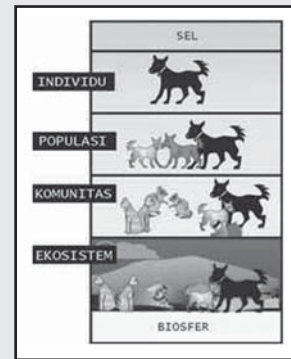 SEL
INDIVIDU
POPULASI
KOMUNITAS
EKOSISTEM
BIOSFER